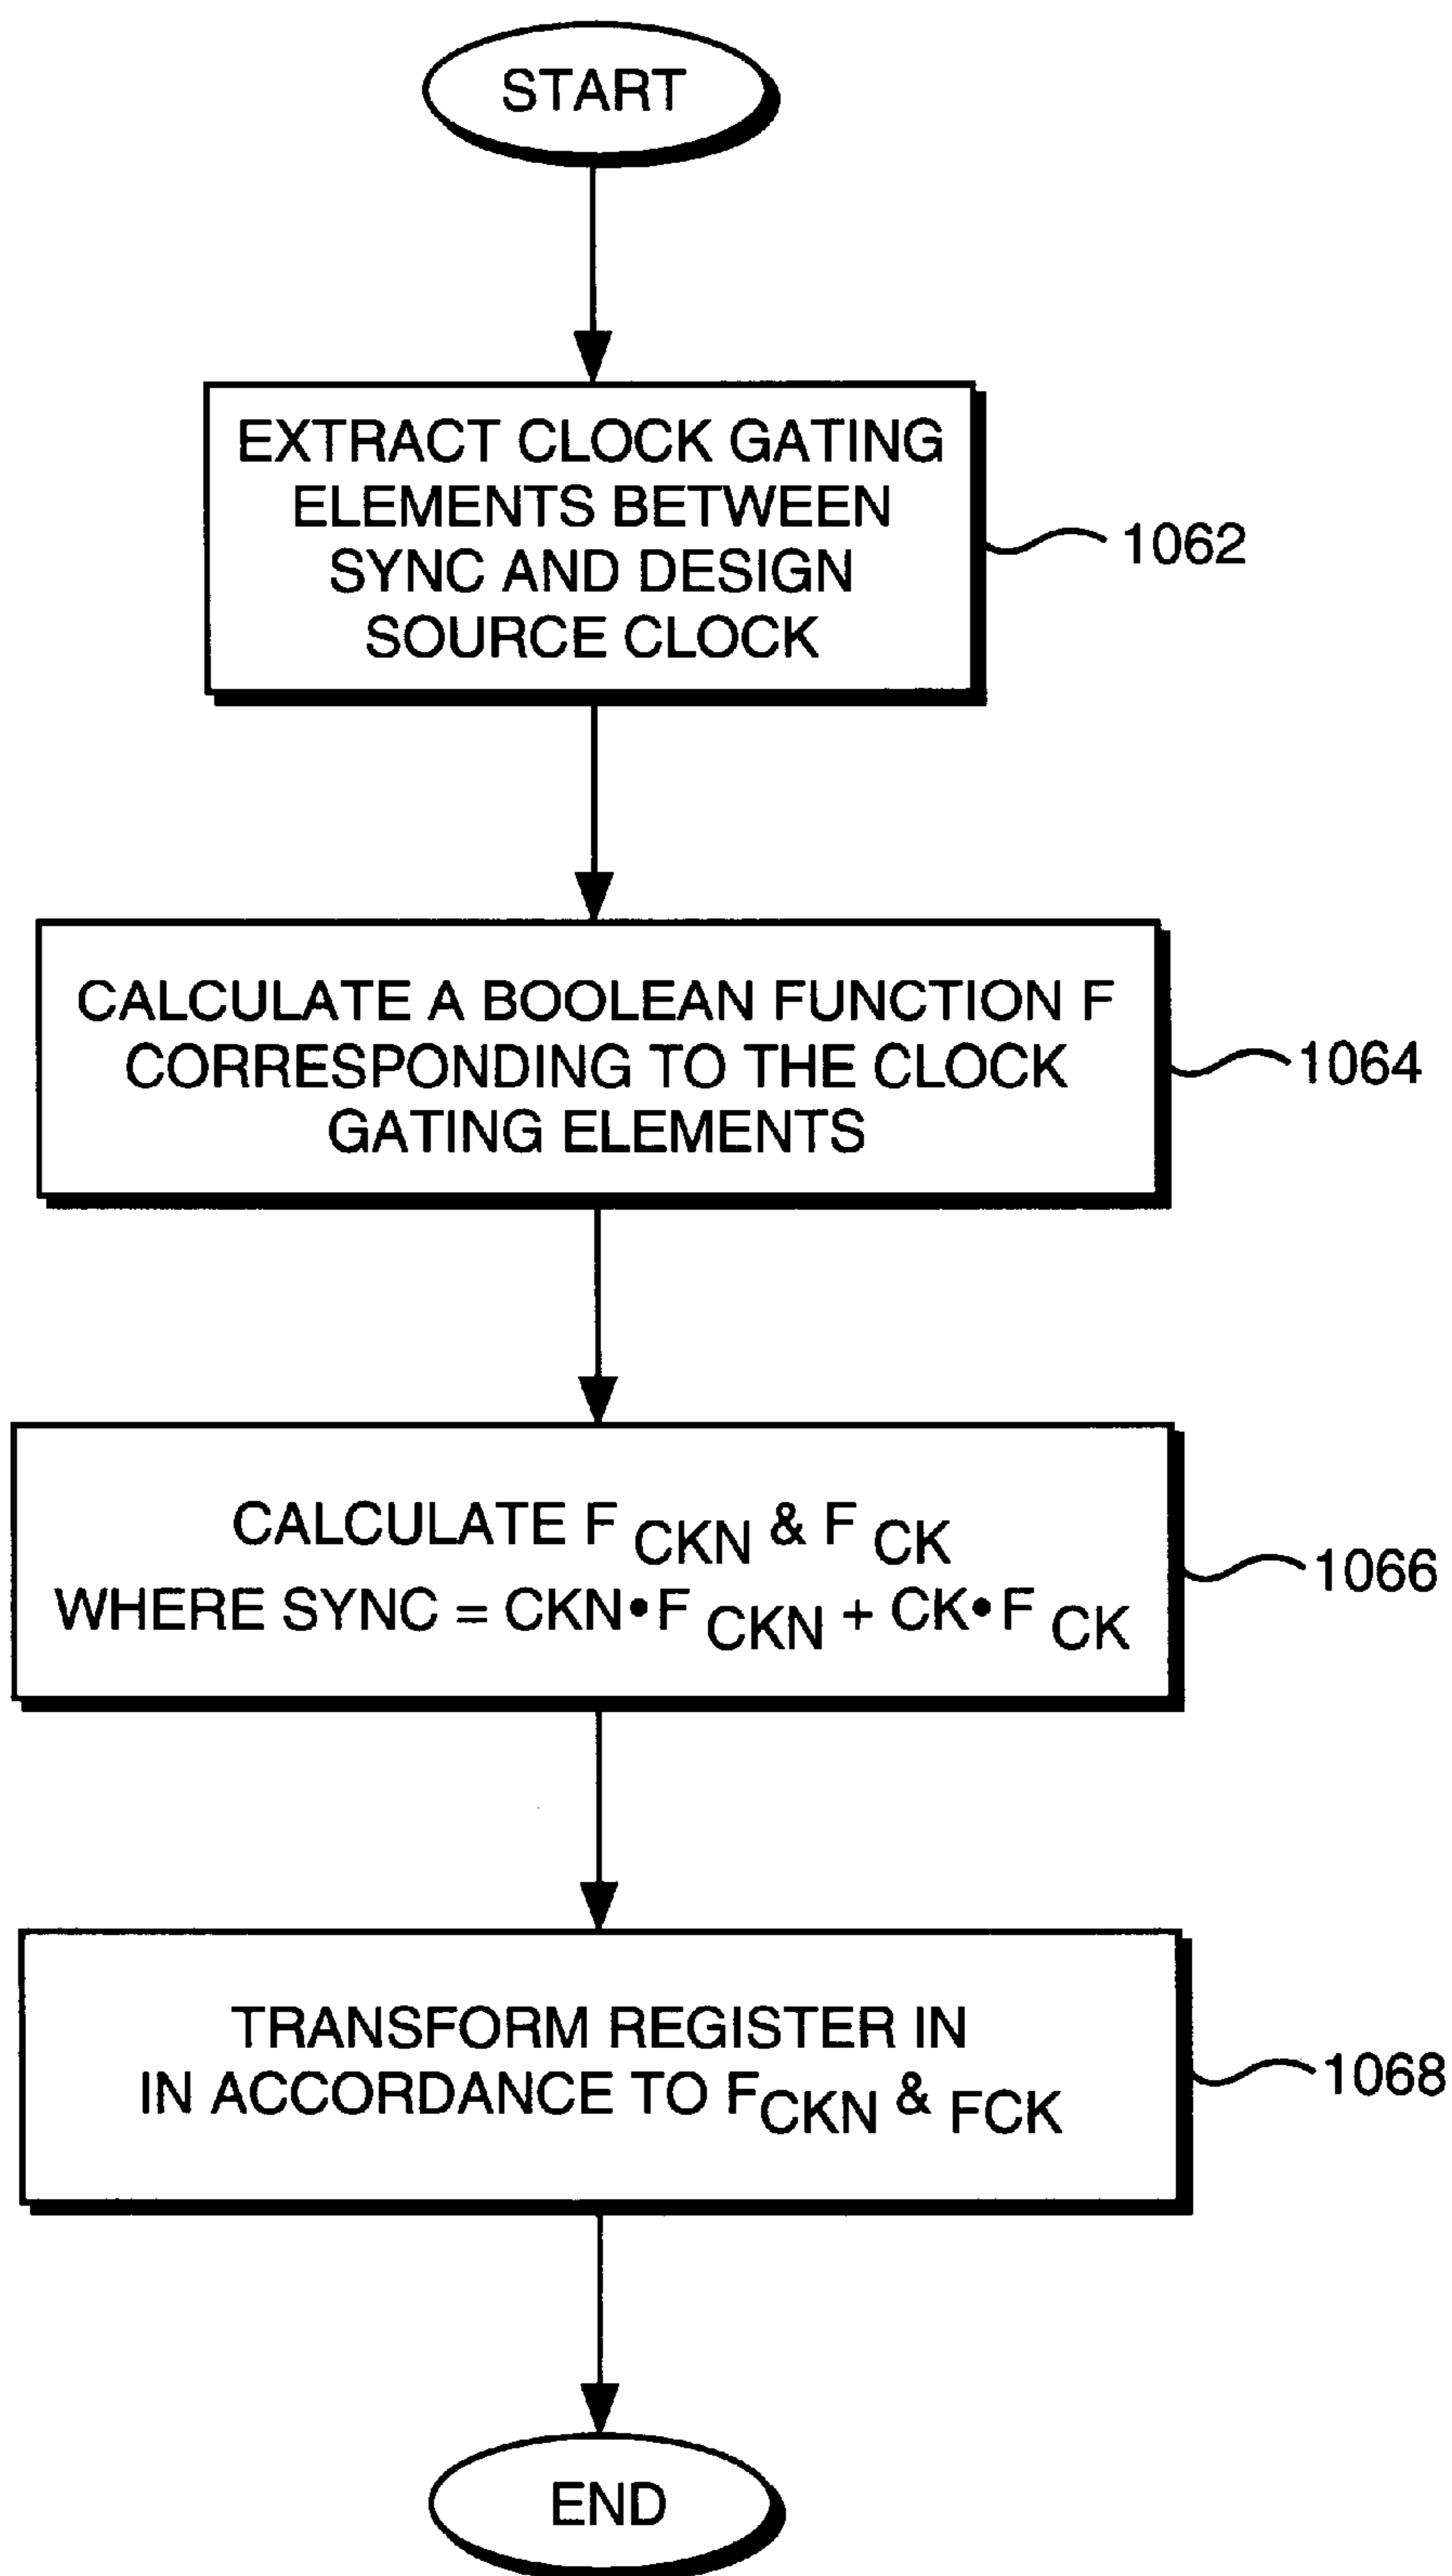 START
EXTRACT CLOCK GATING
ELEMENTS BETWEEN
SYNC AND DESIGN
SOURCE CLOCK
1062
CALCULATE A BOOLEAN FUNCTION F
CORRESPONDING TO THE CLOCK
GATING ELEMENTS
1064
CALCULATE F CKN & F CK
WHERE SYNC = CKN•F CKN + CK•F CK
1066
TRANSFORM REGISTER IN
IN ACCORDANCE TO FCKN & FCK
1068
END